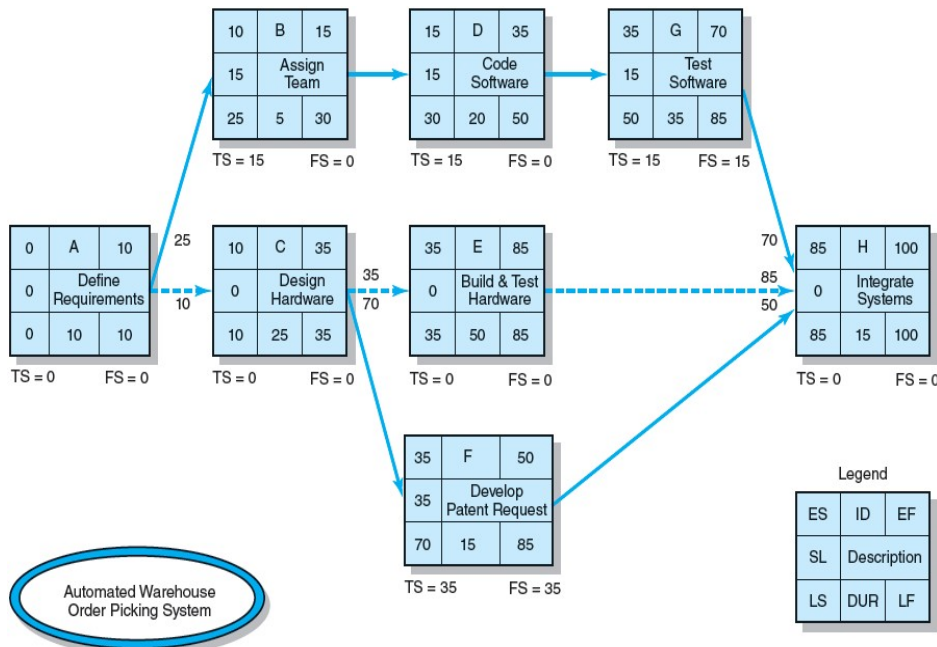 10 B 15
15 Assign
Team
25 5 30
TS = 15 FS = 0
15 D 35
15 Code
Software
30 20 50
TS = 15 FS = 0
35 G 70
15 Test
Software
50 35 85
TS = 15 FS = 15
0 A 10
0 Define
Requirements
0 10 10
TS = 0 FS = 0
25
10
10 C 35
0 Design
Hardware
10 25 35
TS = 0 FS = 0
35
70
35 E 85
0 Build & Test
Hardware
35 50 85
TS = 0 FS = 0
70
85
50
85 H 100
0 Integrate
Systems
85 15 100
TS = 0 FS = 0
35 F 50
35 Develop
Patent Request
70 15 85
TS = 35 FS = 35
Automated Warehouse
Order Picking System
Legend
ES ID EF
SL Description
LS DUR LF